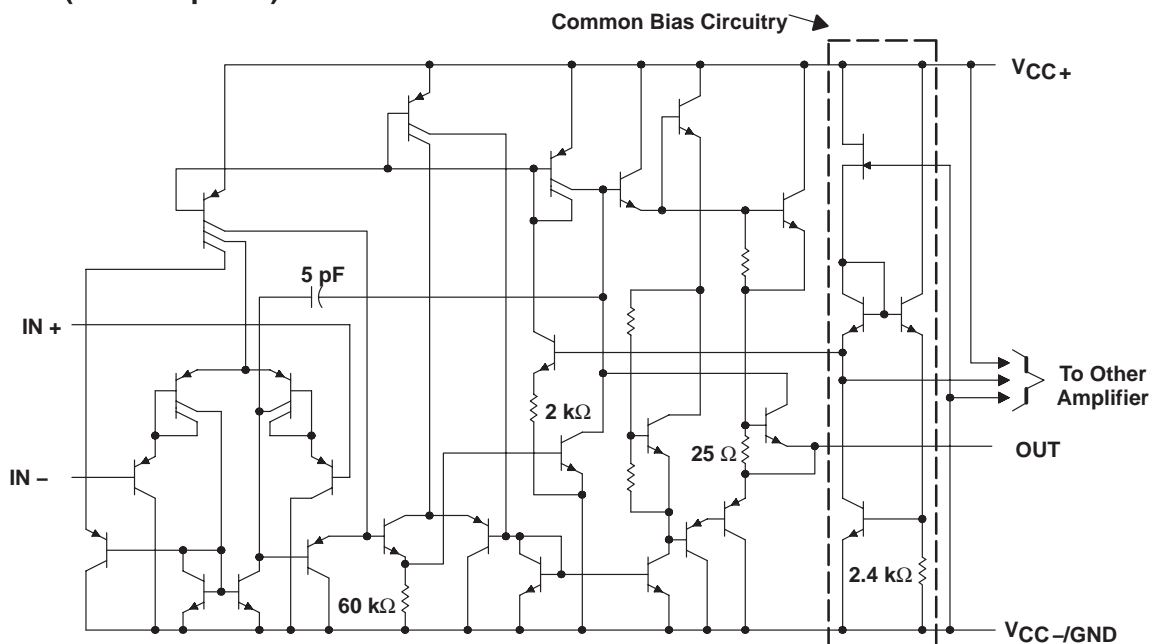 Common Bias Circuitry
VCC+
5 pF
IN +
To Other
Amplifier
2 kΩ
25 Ω
OUT
IN −
2.4 kΩ
60 kΩ
VCC−/GND